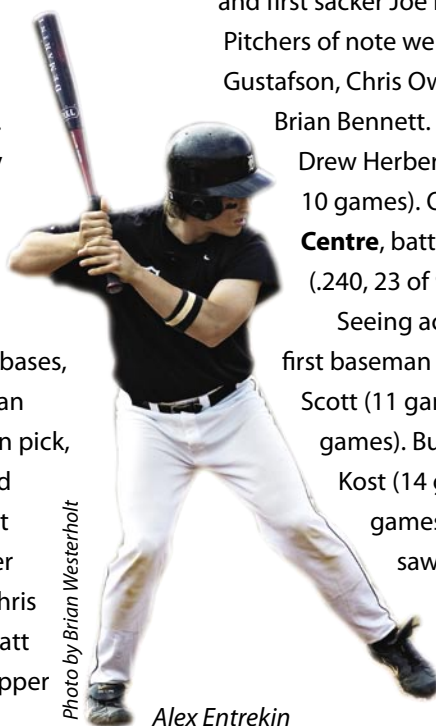 bases,
an
n pick,
d
t
er
hris
att
pper
Photo by Brian Westerholt
Alex Entrekin
and first sacker Joe
Pitchers of note we
Gustafson, Chris Ow
Brian Bennett.
Drew Herber
10 games). C
Centre, batt
(.240, 23 of
Seeing ac
first baseman
Scott (11 gam
games). Bu
Kost (14 g
games
saw